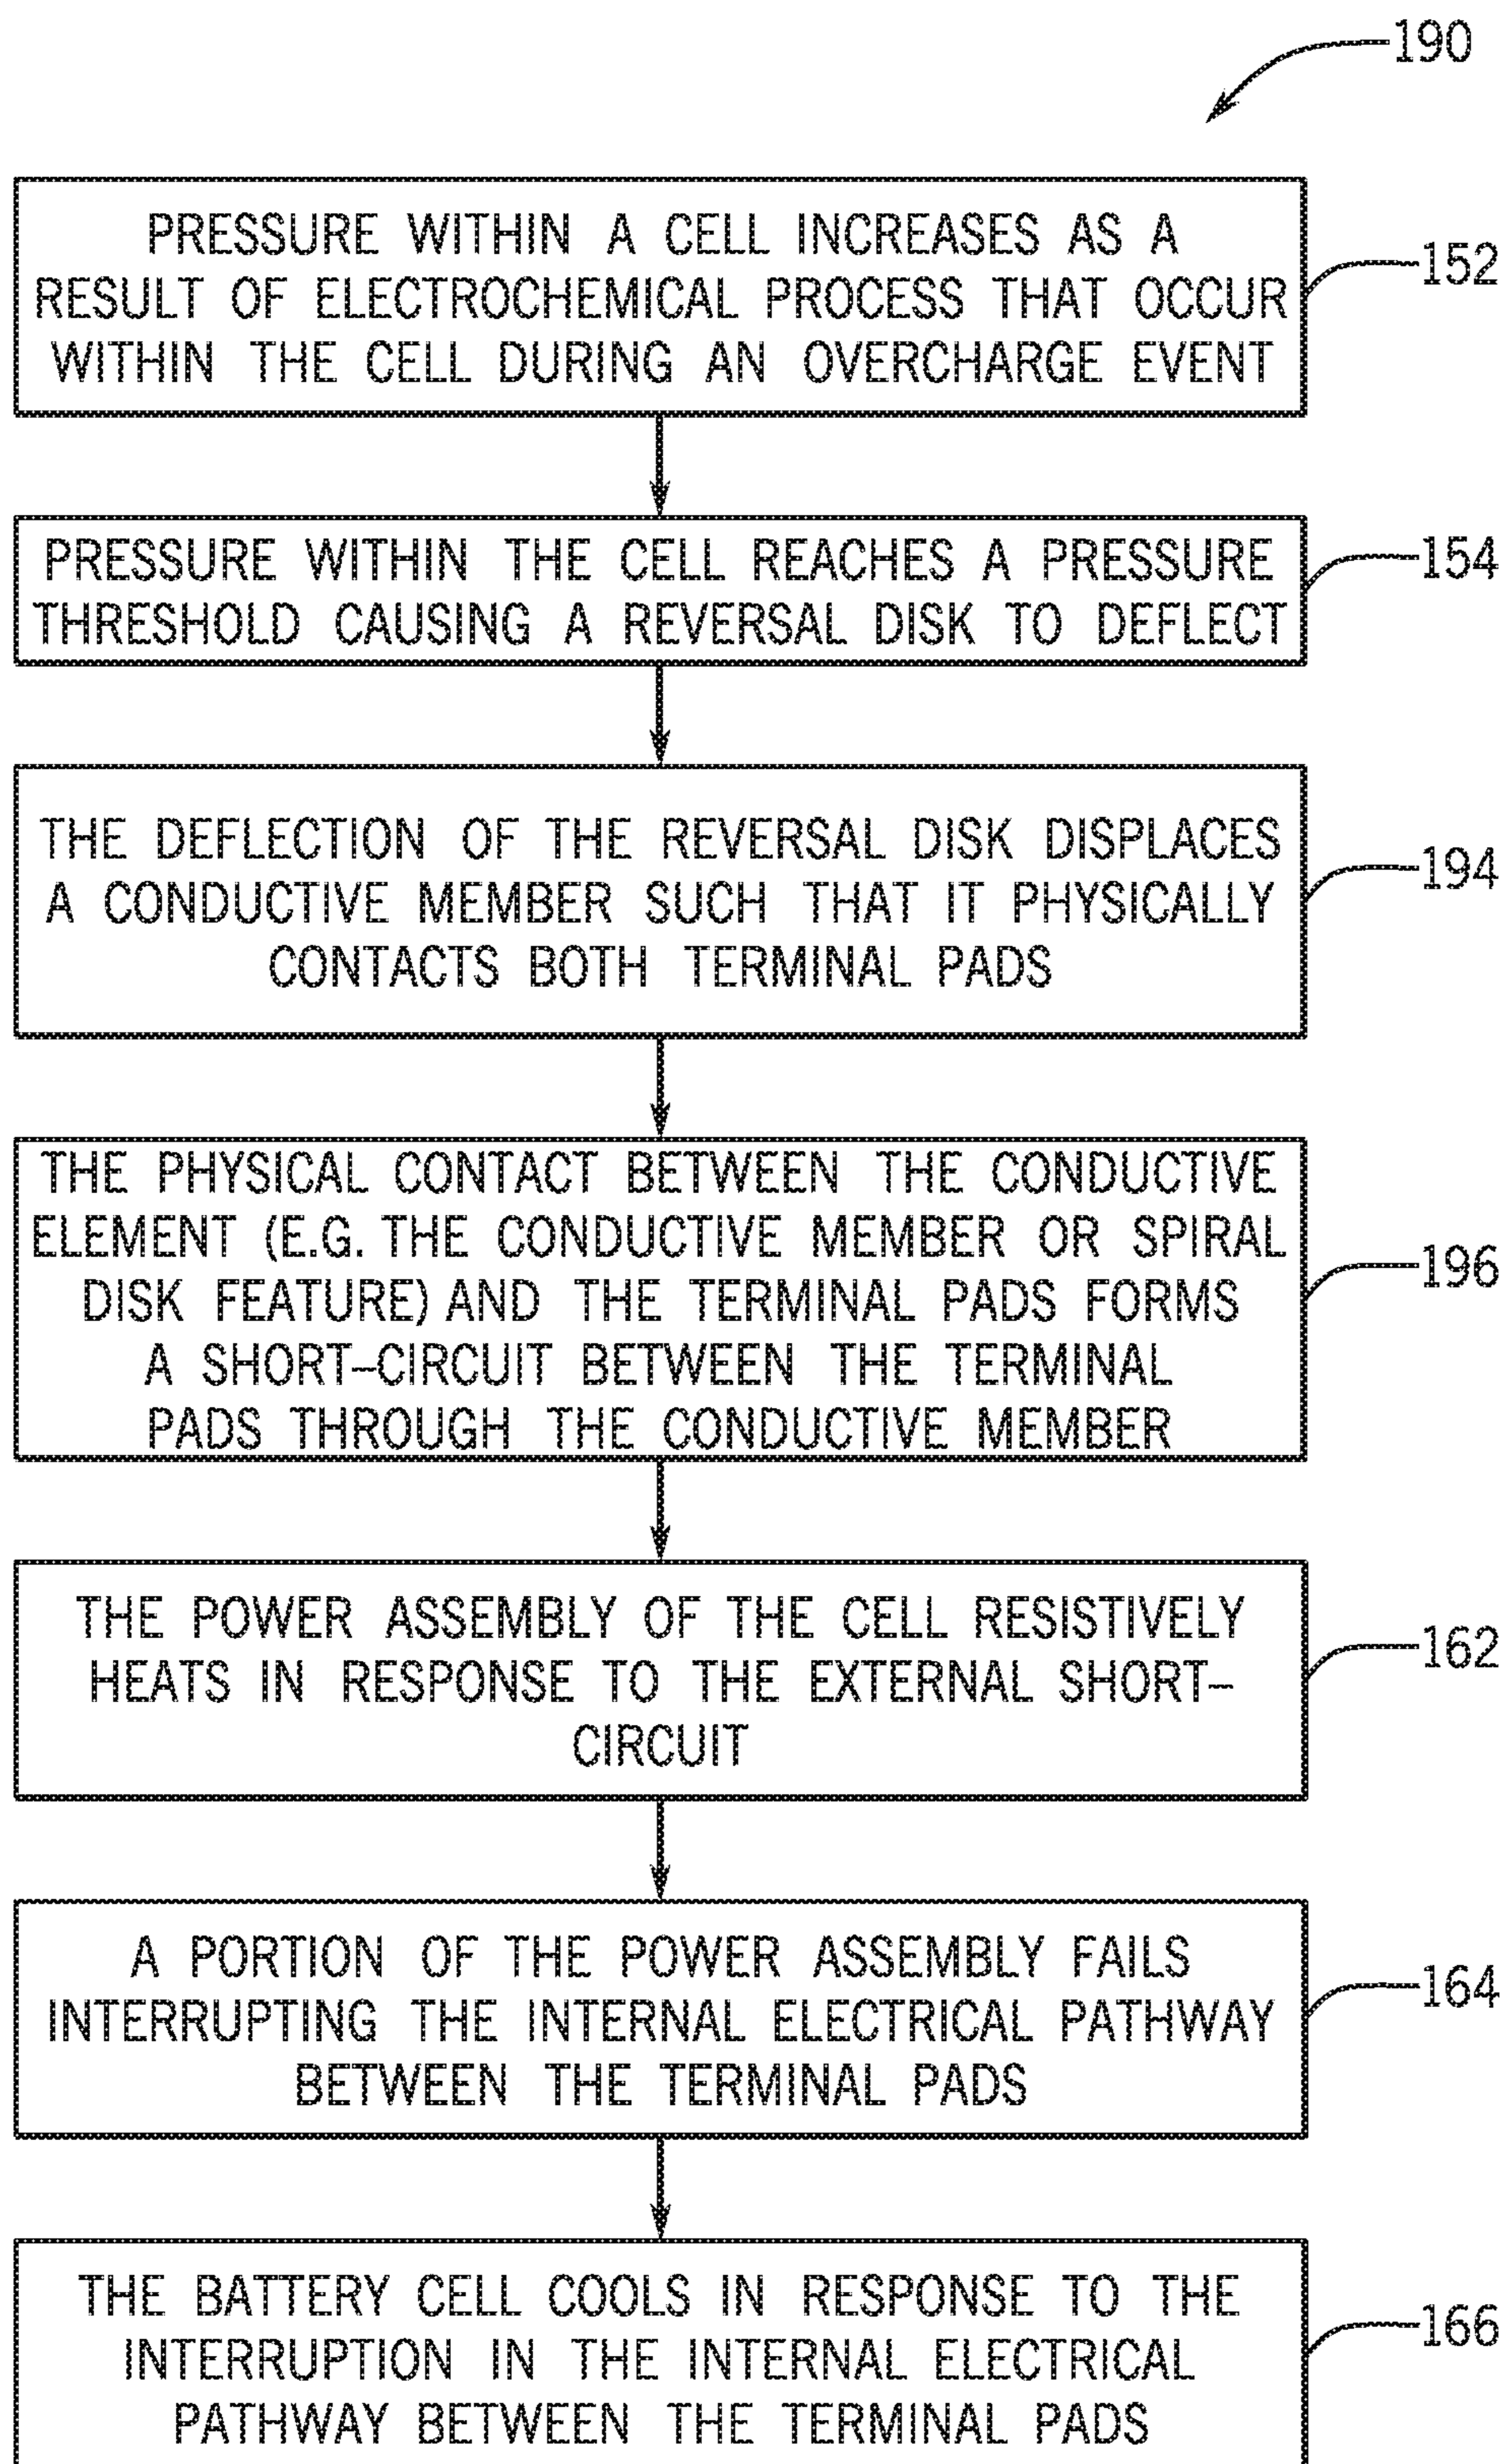 190
PRESSURE WITHIN A CELL INCREASES AS A
RESULT OF ELECTROCHEMICAL PROCESS THAT OCCUR
WITHIN THE CELL DURING AN OVERCHARGE EVENT
152
PRESSURE WITHIN THE CELL REACHES A PRESSURE
THRESHOLD CAUSING A REVERSAL DISK TO DEFLECT
154
THE DEFLECTION OF THE REVERSAL DISK DISPLACES
A CONDUCTIVE MEMBER SUCH THAT IT PHYSICALLY
CONTACTS BOTH TERMINAL PADS
194
THE PHYSICAL CONTACT BETWEEN THE CONDUCTIVE
ELEMENT (E.G. THE CONDUCTIVE MEMBER OR SPIRAL
DISK FEATURE) AND THE TERMINAL PADS FORMS
A SHORT-CIRCUIT BETWEEN THE TERMINAL
PADS THROUGH THE CONDUCTIVE MEMBER
196
THE POWER ASSEMBLY OF THE CELL RESISTIVELY
HEATS IN RESPONSE TO THE EXTERNAL SHORT-
CIRCUIT
162
A PORTION OF THE POWER ASSEMBLY FAILS
INTERRUPTING THE INTERNAL ELECTRICAL PATHWAY
BETWEEN THE TERMINAL PADS
164
THE BATTERY CELL COOLS IN RESPONSE TO THE
INTERRUPTION IN THE INTERNAL ELECTRICAL
PATHWAY BETWEEN THE TERMINAL PADS
166